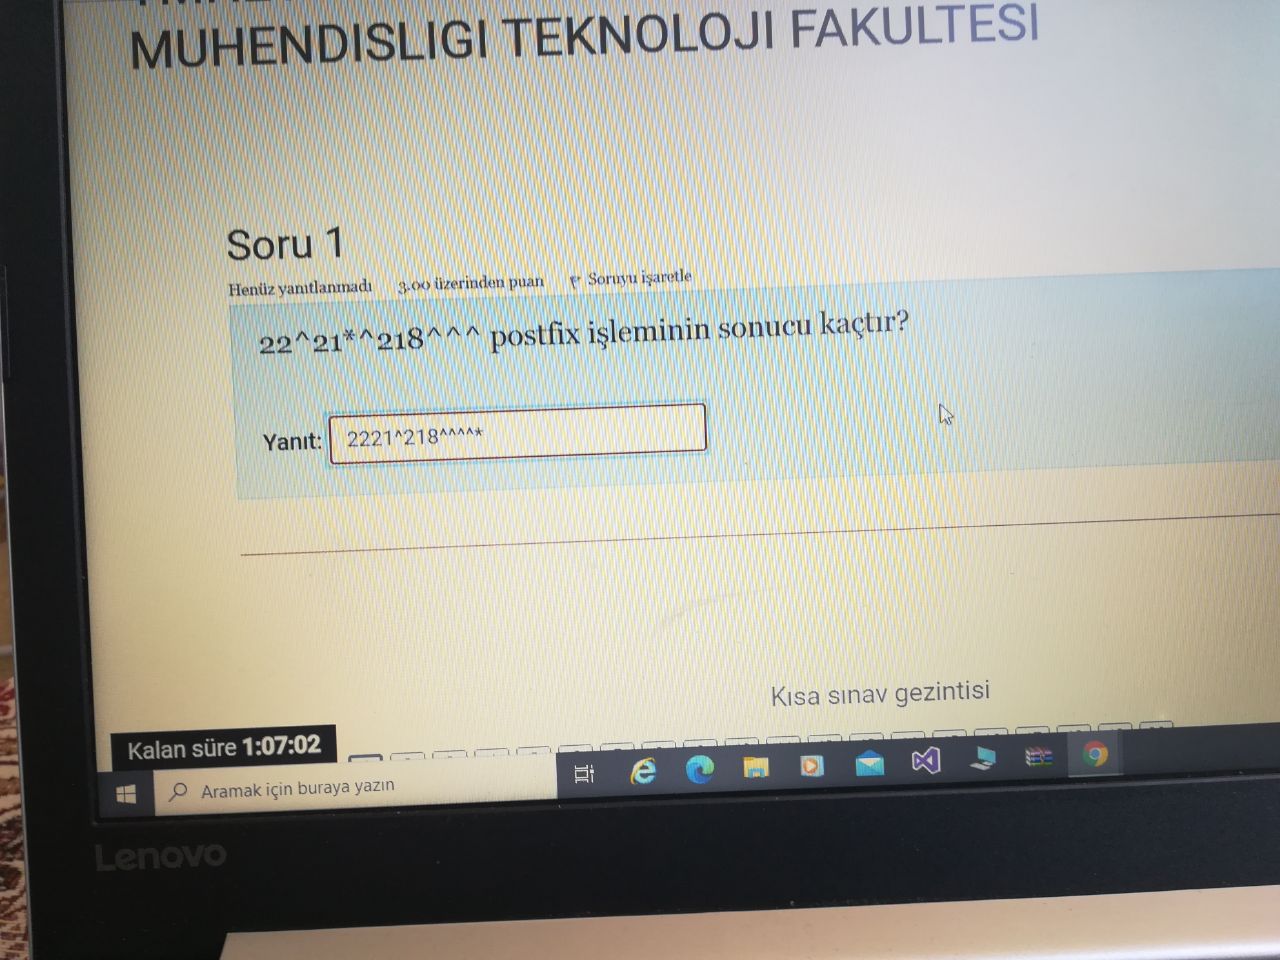 MUHENDISLIGI TEKNOLOJI FAKULTESI
Soru 1
Henüz yanıtlanmadı 3.00 üzerinden puan Soruyu işaretle
22^21*^218^^^ postfix işleminin sonucu kaçtır?
Yanıt: 2221^218^^^^*
Kısa sınav gezintisi
Kalan süre 1:07:02
Aramak için buraya yazın
Lenovo